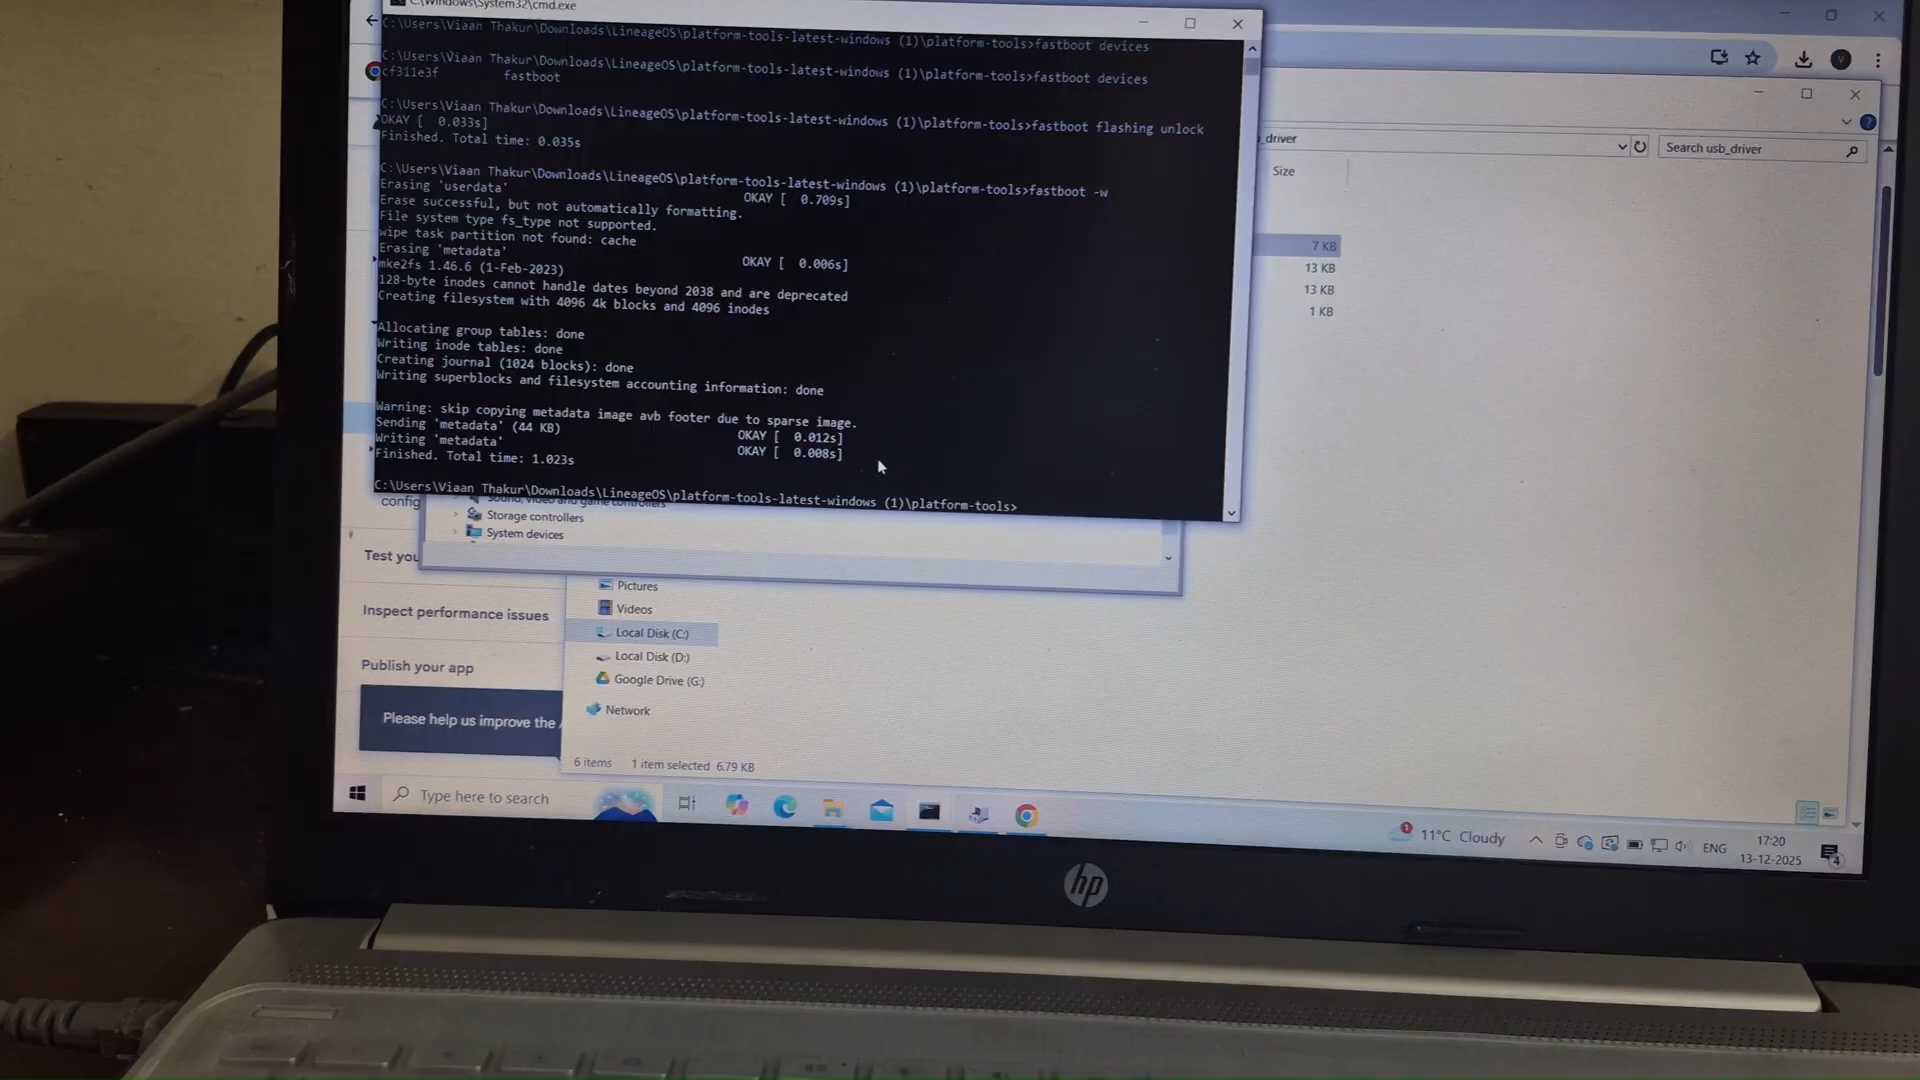 C:\Windows\System32\cmd.exe
C:\Users\Viaan Thakur\Downloads\LineageOS\platform-tools-latest-windows (1)\platform-tools>fastboot devices
C:\Users\Viaan Thakur\Downloads\LineageOS\platform-tools-latest-windows (1)\platform-tools>fastboot devices
cf311e3f fastboot
C:\Users\Viaan Thakur\Downloads\LineageOS\platform-tools-latest-windows (1)\platform-tools>fastboot flashing unlock
OKAY [ 0.033s]
Finished. Total time: 0.035s
C:\Users\Viaan Thakur\Downloads\LineageOS\platform-tools-latest-windows (1)\platform-tools>fastboot -w
Erasing 'userdata' OKAY [ 0.709s]
Erase successful, but not automatically formatting.
File system type fs_type not supported.
wipe task partition not found: cache
Erasing 'metadata' OKAY [ 0.006s]
mke2fs 1.46.6 (1-Feb-2023)
128-byte inodes cannot handle dates beyond 2038 and are deprecated
Creating filesystem with 4096 4k blocks and 4096 inodes
Allocating group tables: done
Writing inode tables: done
Creating journal (1024 blocks): done
Writing superblocks and filesystem accounting information: done
Warning: skip copying metadata image avb footer due to sparse image.
Sending 'metadata' (44 KB) OKAY [ 0.012s]
Writing 'metadata' OKAY [ 0.008s]
Finished. Total time: 1.023s
C:\Users\Viaan Thakur\Downloads\LineageOS\platform-tools-latest-windows (1)\platform-tools>
V
_driver
Search usb_driver
Size
7 KB
13 KB
13 KB
1 KB
config
Sound, video and game controllers
Storage controllers
System devices
Test you
Inspect performance issues
Publish your app
Please help us improve the
Pictures
Videos
Local Disk (C:)
Local Disk (D:)
Google Drive (G:)
Network
6 items 1 item selected 6.79 KB
Type here to search
1
11°C Cloudy
ENG
17:20
13-12-2025
4
hp